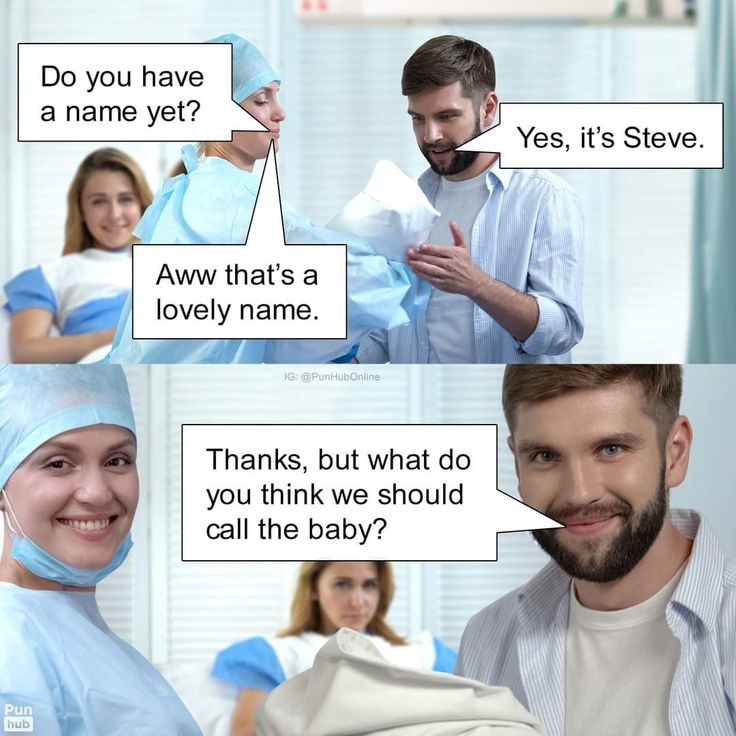 Do you have
a name yet?
Yes, it's Steve.
Aww that's a
lovely name.
IG: @PunHubOnline
Thanks, but what do
you think we should
call the baby?
Pun
hub